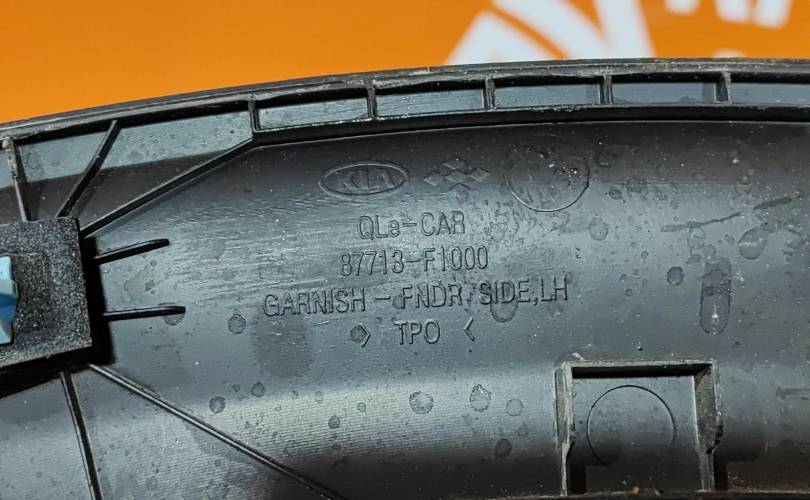 KIA
QLe-CAR
87713-F1000
GARNISH - FNDR SIDE,LH
> TPO <